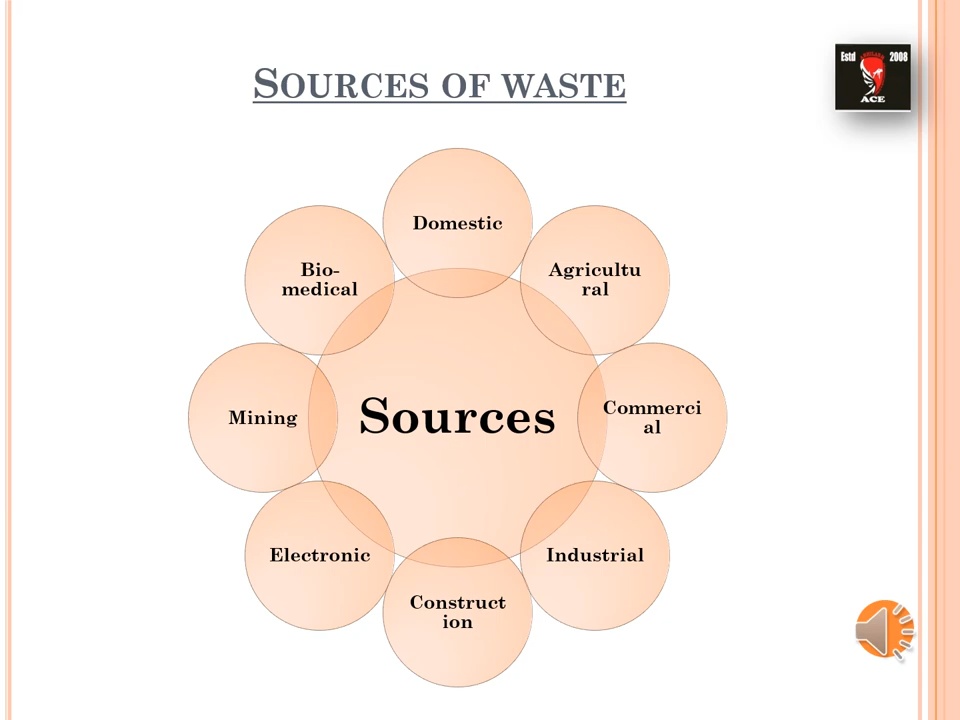 SOURCES OF WASTE
Estd 2008
ACE
Domestic
Agricultu
ral
Commerci
al
Industrial
Construct
ion
Electronic
Mining
Bio-
medical
Sources